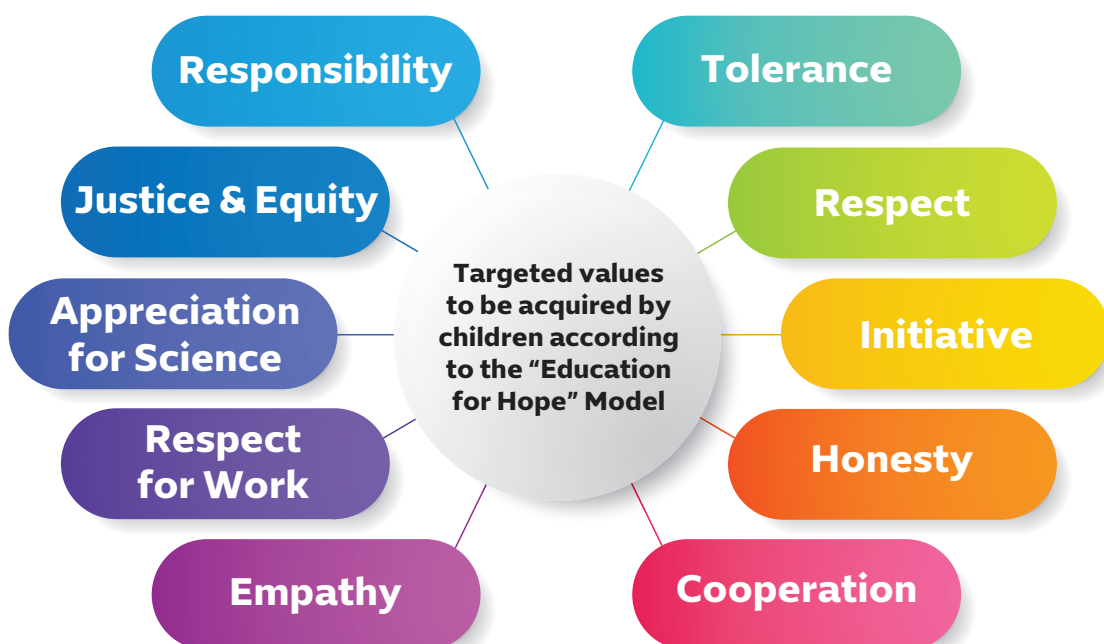 Responsibility
Tolerance
Justice & Equity
Respect
Appreciation
for Science
Initiative
Respect
for Work
Honesty
Empathy
Cooperation
Targeted values
to be acquired by
children according
to the “Education
for Hope” Model